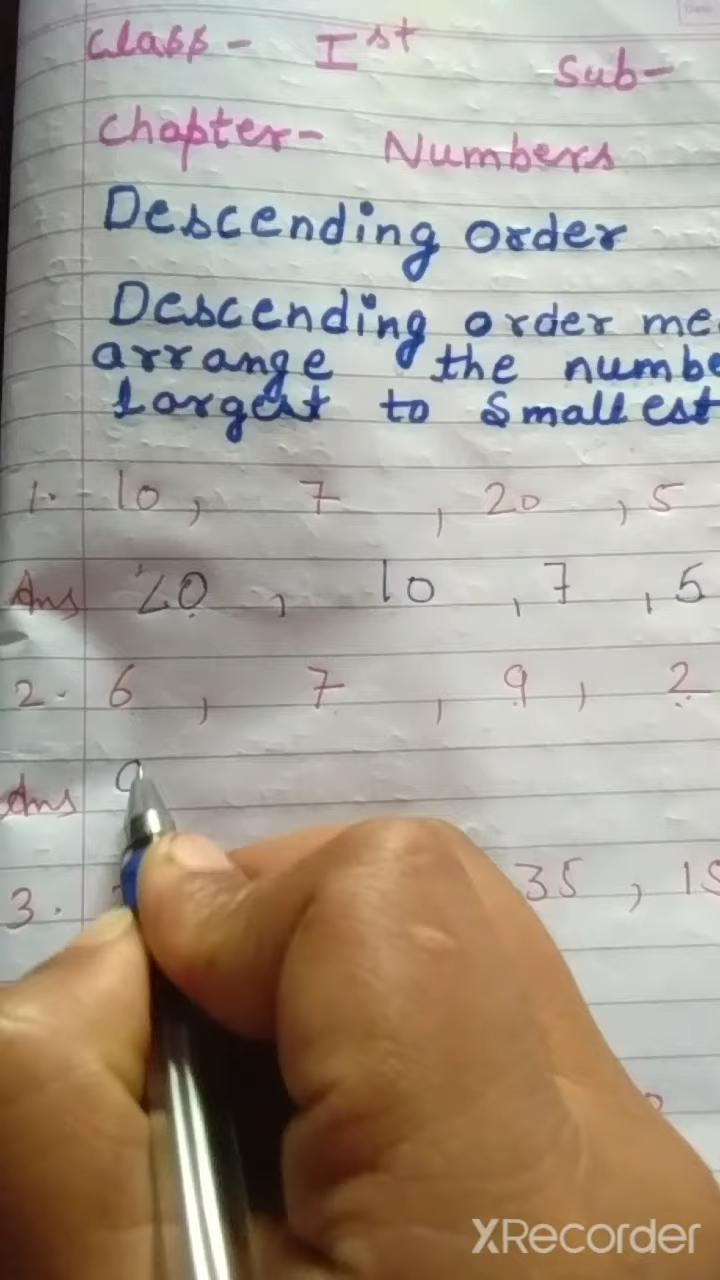 Class - Ist Sub-
Chapter- Numbers
Descending order
Descending order me
arrange the numbe
largest to smallest
1. 10, 7, 20, 5
Ans 20, 10, 7, 5
2. 6, 7, 9, 2
Ans
3. 35, 15
XRecorder